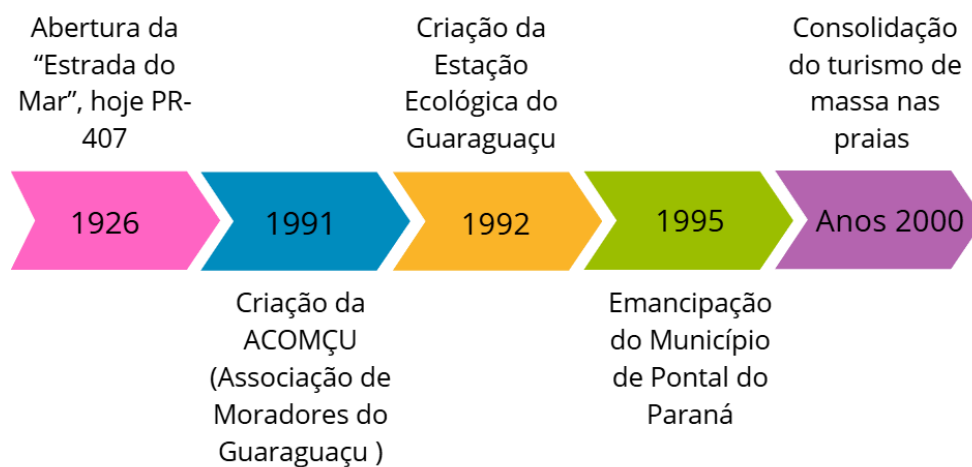 Abertura da
“Estrada do
Mar”, hoje PR-
407
Criação da
Estação
Ecológica do
Guaraguaçu
Consolidação
do turismo de
massa nas
praias
1926
1991
1992
1995
Anos 2000
Criação da
ACOMÇU
(Associação de
Moradores do
Guaraguaçu )
Emancipação
do Município
de Pontal do
Paraná